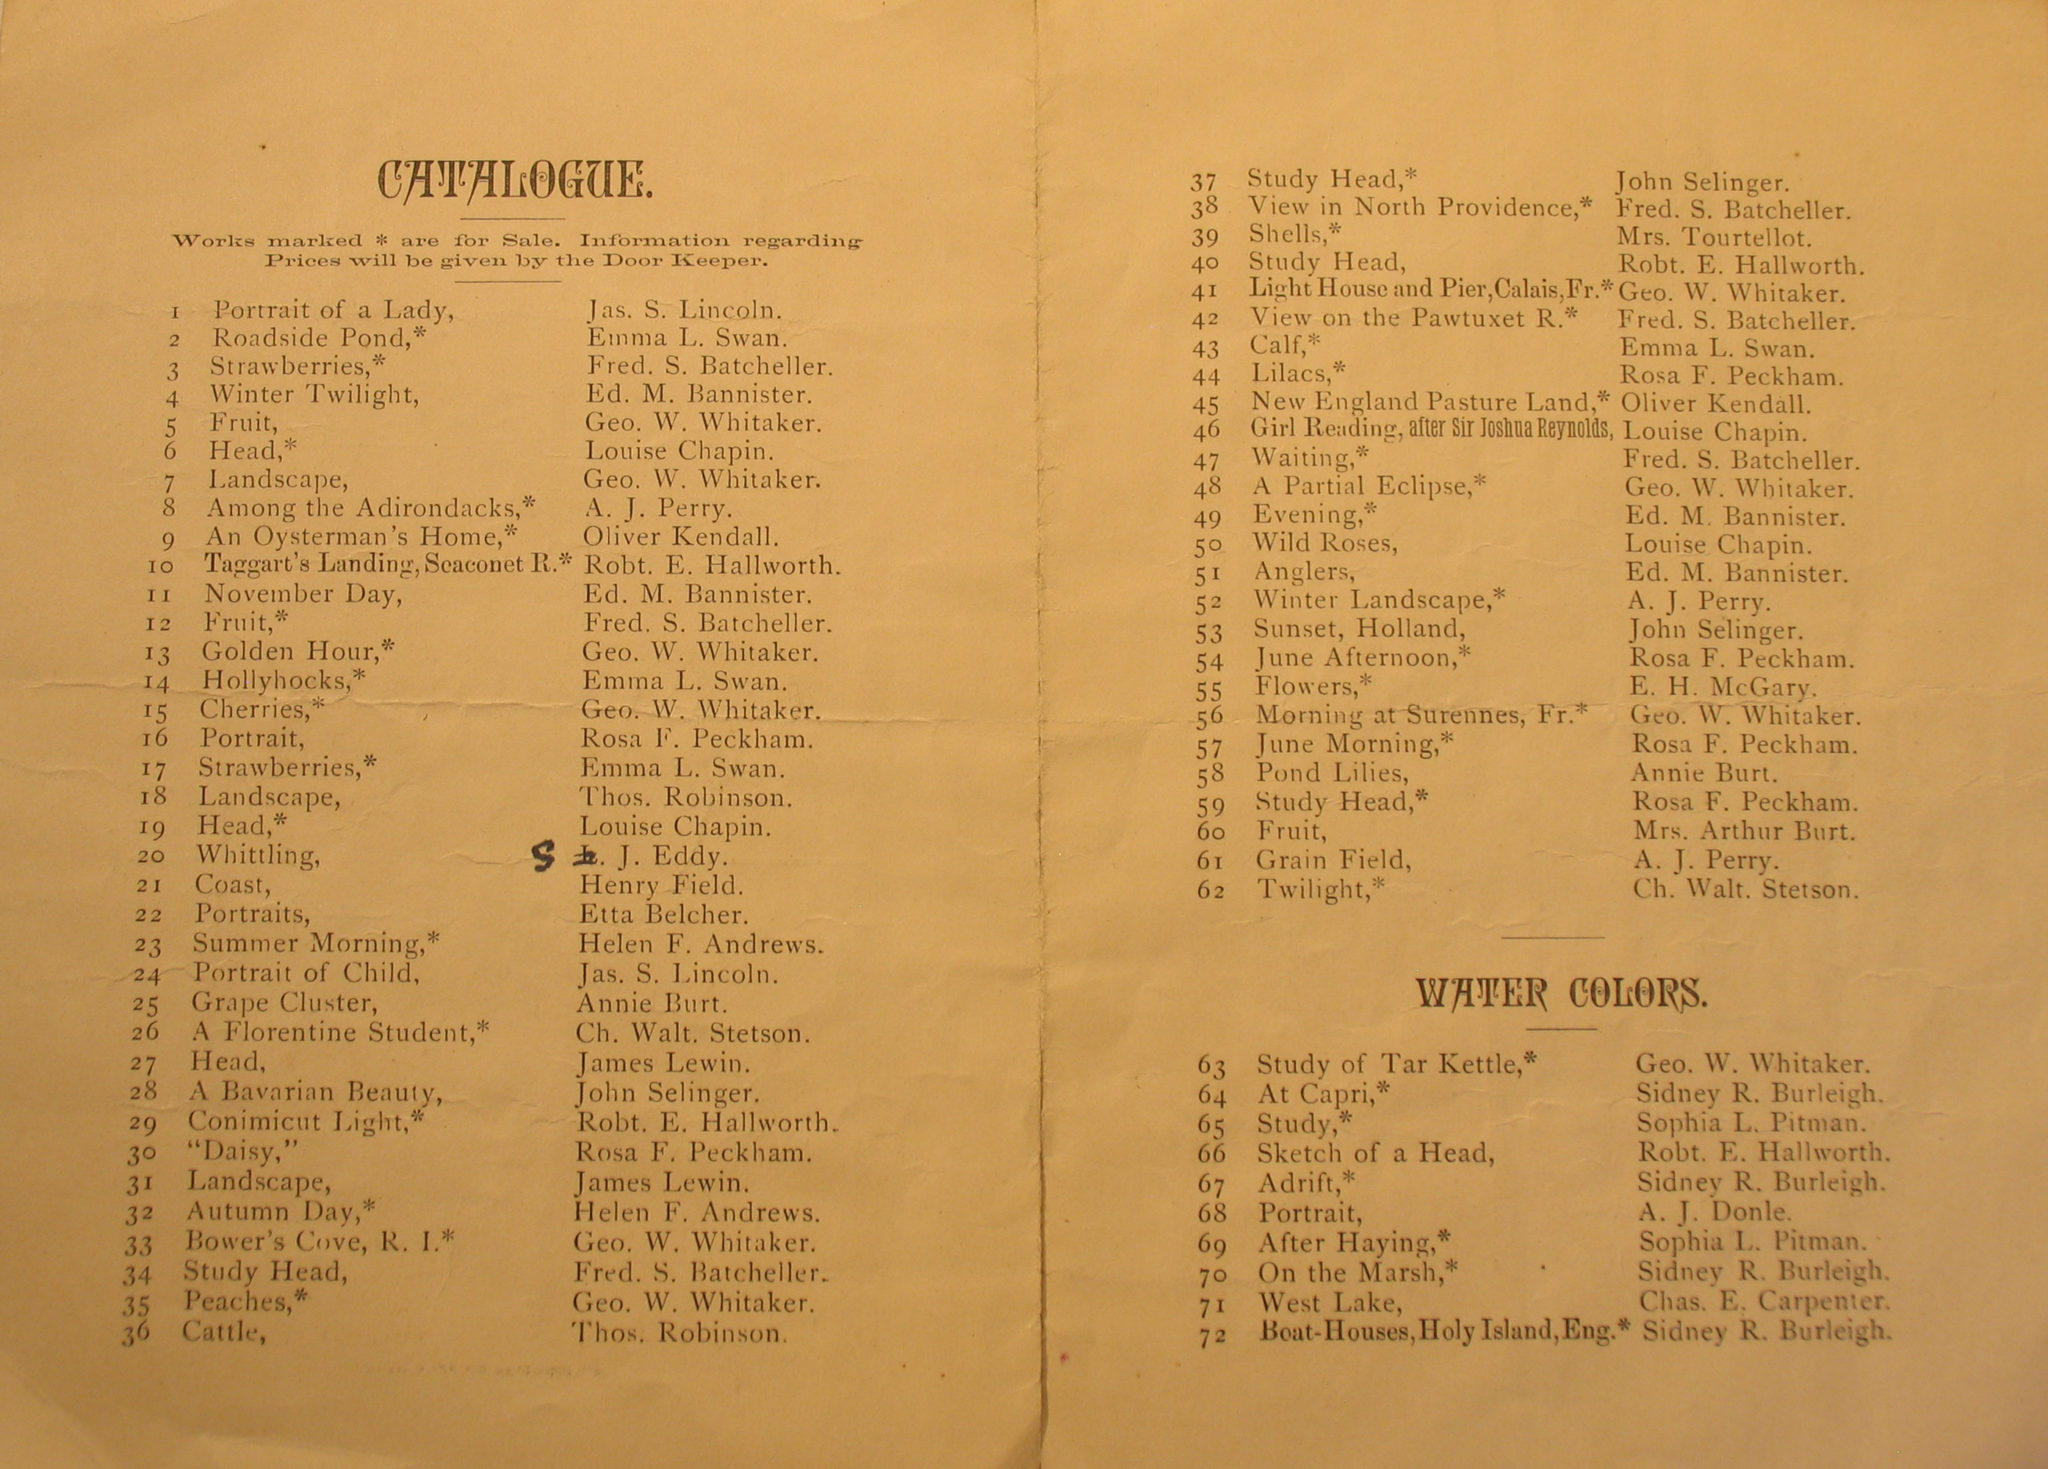 CATALOGUE.
Works marked * are for Sale. Information regarding
Prices will be given by the Door Keeper.
1 Portrait of a Lady, Jas. S. Lincoln.
2 Roadside Pond,* Emma L. Swan.
3 Strawberries,* Fred. S. Batcheller.
4 Winter Twilight, Ed. M. Bannister.
5 Fruit, Geo. W. Whitaker.
6 Head,* Louise Chapin.
7 Landscape, Geo. W. Whitaker.
8 Among the Adirondacks,* A. J. Perry.
9 An Oysterman's Home,* Oliver Kendall.
10 Taggart's Landing, Seaconet R.* Robt. E. Hallworth.
11 November Day, Ed. M. Bannister.
12 Fruit,* Fred. S. Batcheller.
13 Golden Hour,* Geo. W. Whitaker.
14 Hollyhocks,* Emma L. Swan.
15 Cherries,* Geo. W. Whitaker.
16 Portrait, Rosa F. Peckham.
17 Strawberries,* Emma L. Swan.
18 Landscape, Thos. Robinson.
19 Head,* Louise Chapin.
20 Whittling, S L. J. Eddy.
21 Coast, Henry Field.
22 Portraits, Etta Belcher.
23 Summer Morning,* Helen F. Andrews.
24 Portrait of Child, Jas. S. Lincoln.
25 Grape Cluster, Annie Burt.
26 A Florentine Student,* Ch. Walt. Stetson.
27 Head, James Lewin.
28 A Bavarian Beauty, John Selinger.
29 Conimicut Light,* Robt. E. Hallworth.
30 "Daisy," Rosa F. Peckham.
31 Landscape, James Lewin.
32 Autumn Day,* Helen F. Andrews.
33 Bower's Cove, R. I.* Geo. W. Whitaker.
34 Study Head, Fred. S. Batcheller.
35 Peaches,* Geo. W. Whitaker.
36 Cattle, Thos. Robinson.
37 Study Head,* John Selinger.
38 View in North Providence,* Fred. S. Batcheller.
39 Shells,* Mrs. Tourtellot.
40 Study Head, Robt. E. Hallworth.
41 Light House and Pier, Calais, Fr.* Geo. W. Whitaker.
42 View on the Pawtuxet R.* Fred. S. Batcheller.
43 Calf,* Emma L. Swan.
44 Lilacs,* Rosa F. Peckham.
45 New England Pasture Land,* Oliver Kendall.
46 Girl Reading, after Sir Joshua Reynolds, Louise Chapin.
47 Waiting,* Fred. S. Batcheller.
48 A Partial Eclipse,* Geo. W. Whitaker.
49 Evening,* Ed. M. Bannister.
50 Wild Roses, Louise Chapin.
51 Anglers, Ed. M. Bannister.
52 Winter Landscape,* A. J. Perry.
53 Sunset, Holland, John Selinger.
54 June Afternoon,* Rosa F. Peckham.
55 Flowers,* E. H. McGary.
56 Morning at Surennes, Fr.* Geo. W. Whitaker.
57 June Morning,* Rosa F. Peckham.
58 Pond Lilies, Annie Burt.
59 Study Head,* Rosa F. Peckham.
60 Fruit, Mrs. Arthur Burt.
61 Grain Field, A. J. Perry.
62 Twilight,* Ch. Walt. Stetson.
WATER COLORS.
63 Study of Tar Kettle,* Geo. W. Whitaker.
64 At Capri,* Sidney R. Burleigh.
65 Study,* Sophia L. Pitman.
66 Sketch of a Head, Robt. E. Hallworth.
67 Adrift,* Sidney R. Burleigh.
68 Portrait, A. J. Donle.
69 After Haying,* Sophia L. Pitman.
70 On the Marsh,* Sidney R. Burleigh.
71 West Lake, Chas. E. Carpenter.
72 Boat-Houses, Holy Island, Eng.* Sidney R. Burleigh.